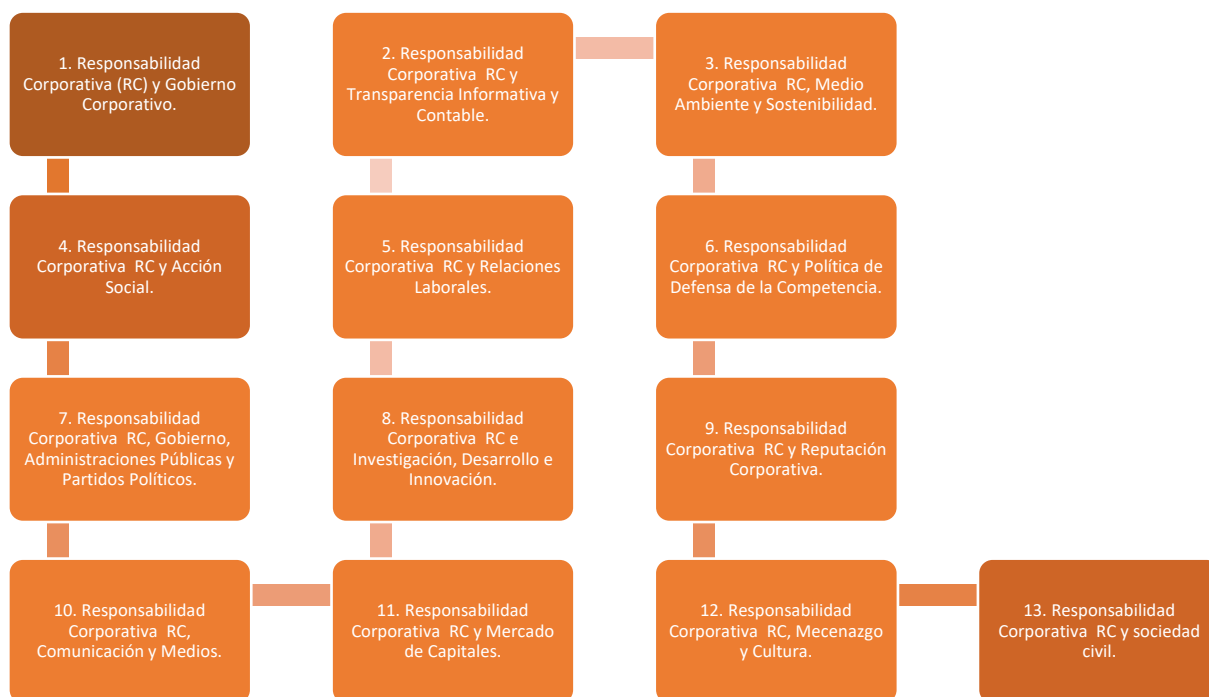 1. Responsabilidad
Corporativa (RC) y Gobierno
Corporativo.
2. Responsabilidad
Corporativa  RC y
Transparencia Informativa y
Contable.
3. Responsabilidad
Corporativa  RC, Medio
Ambiente y Sostenibilidad.
4. Responsabilidad
Corporativa  RC y Acción
Social.
5. Responsabilidad
Corporativa  RC y Relaciones
Laborales.
6. Responsabilidad
Corporativa  RC y Política de
Defensa de la Competencia.
7. Responsabilidad
Corporativa  RC, Gobierno,
Administraciones Públicas y
Partidos Políticos.
8. Responsabilidad
Corporativa  RC e
Investigación, Desarrollo e
Innovación.
9. Responsabilidad
Corporativa  RC y Reputación
Corporativa.
10. Responsabilidad
Corporativa  RC,
Comunicación y Medios.
11. Responsabilidad
Corporativa  RC y Mercado
de Capitales.
12. Responsabilidad
Corporativa  RC, Mecenazgo
y Cultura.
13. Responsabilidad
Corporativa  RC y sociedad
civil.